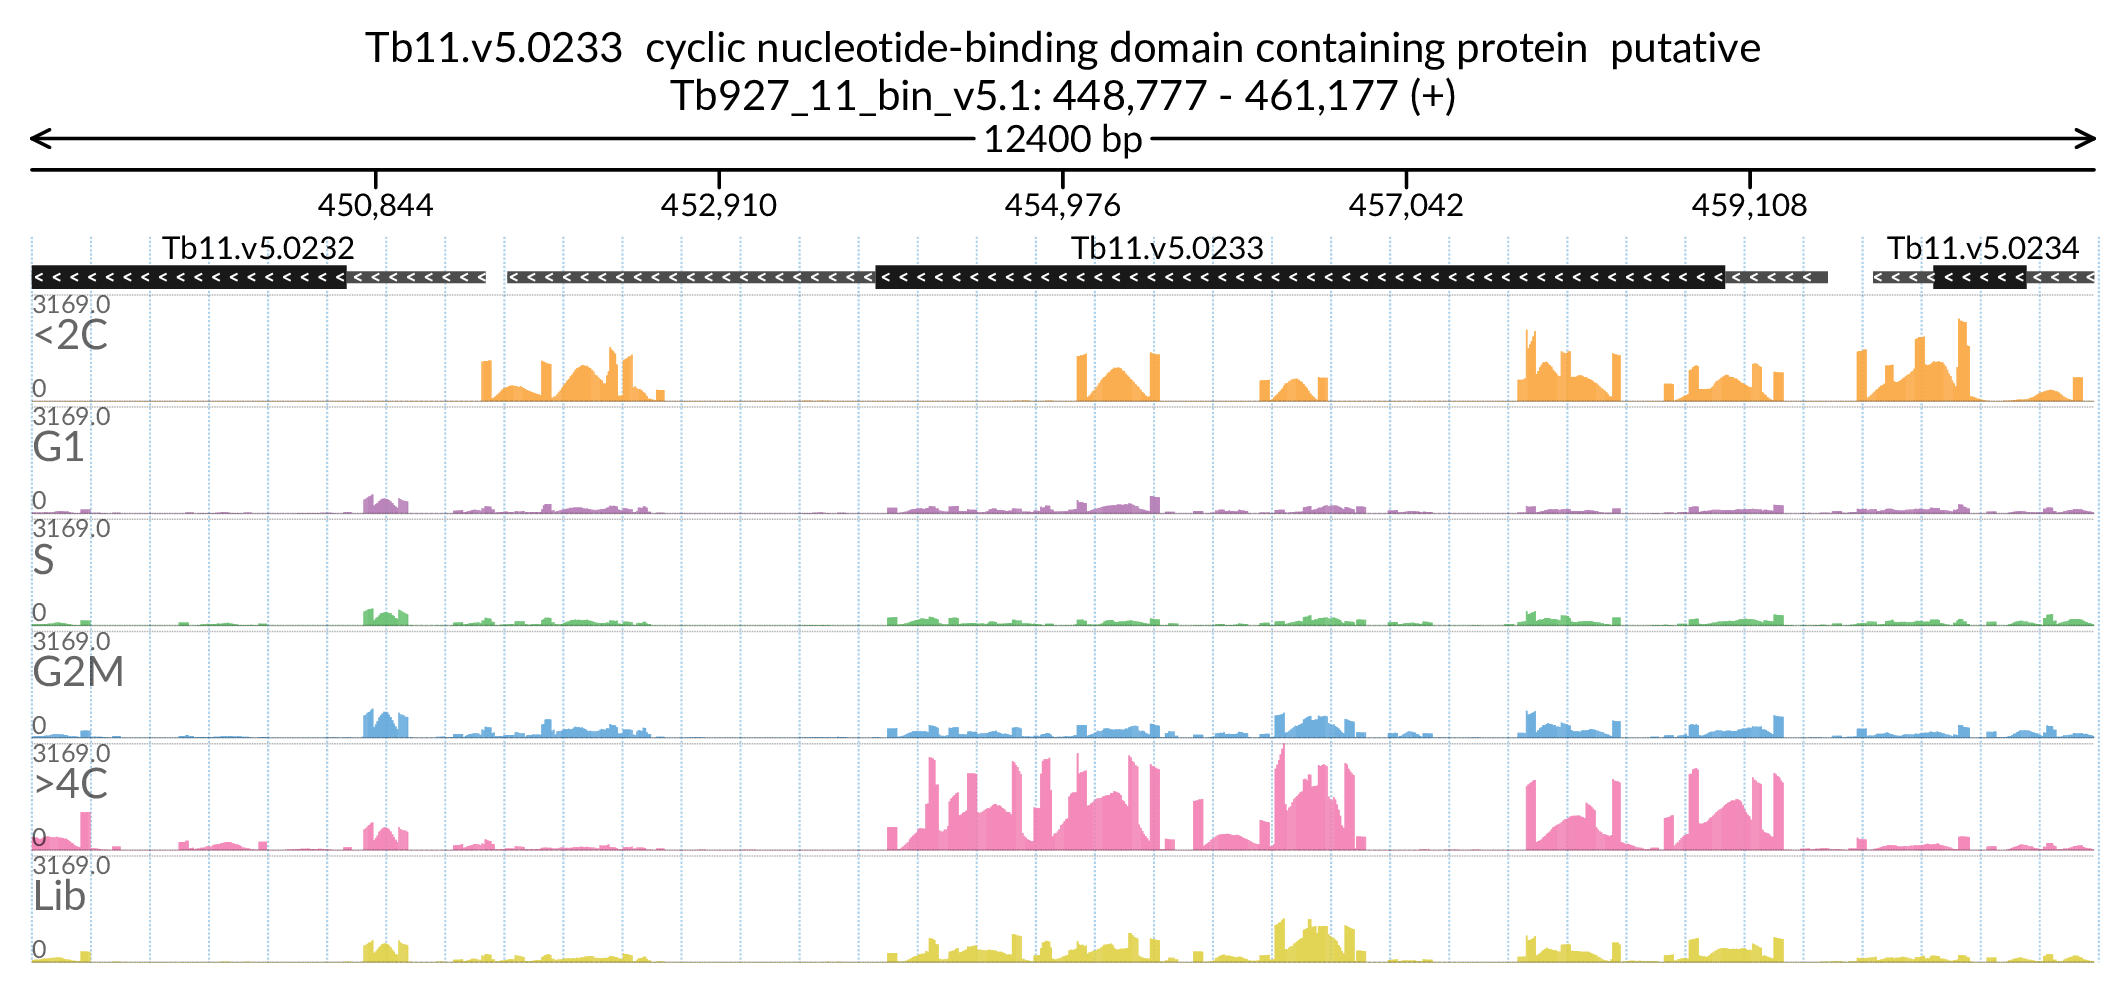 Tb11.v5.0233  cyclic nucleotide-binding domain containing protein  putative
Tb927_11_bin_v5.1: 448,777 - 461,177 (+)
12400 bp
450,844 452,910 454,976 457,042 459,108
Tb11.v5.0232 Tb11.v5.0233 Tb11.v5.0234
3169.0
<2C
0
3169.0
G1
0
3169.0
S
0
3169.0
G2M
0
3169.0
>4C
0
3169.0
Lib
0